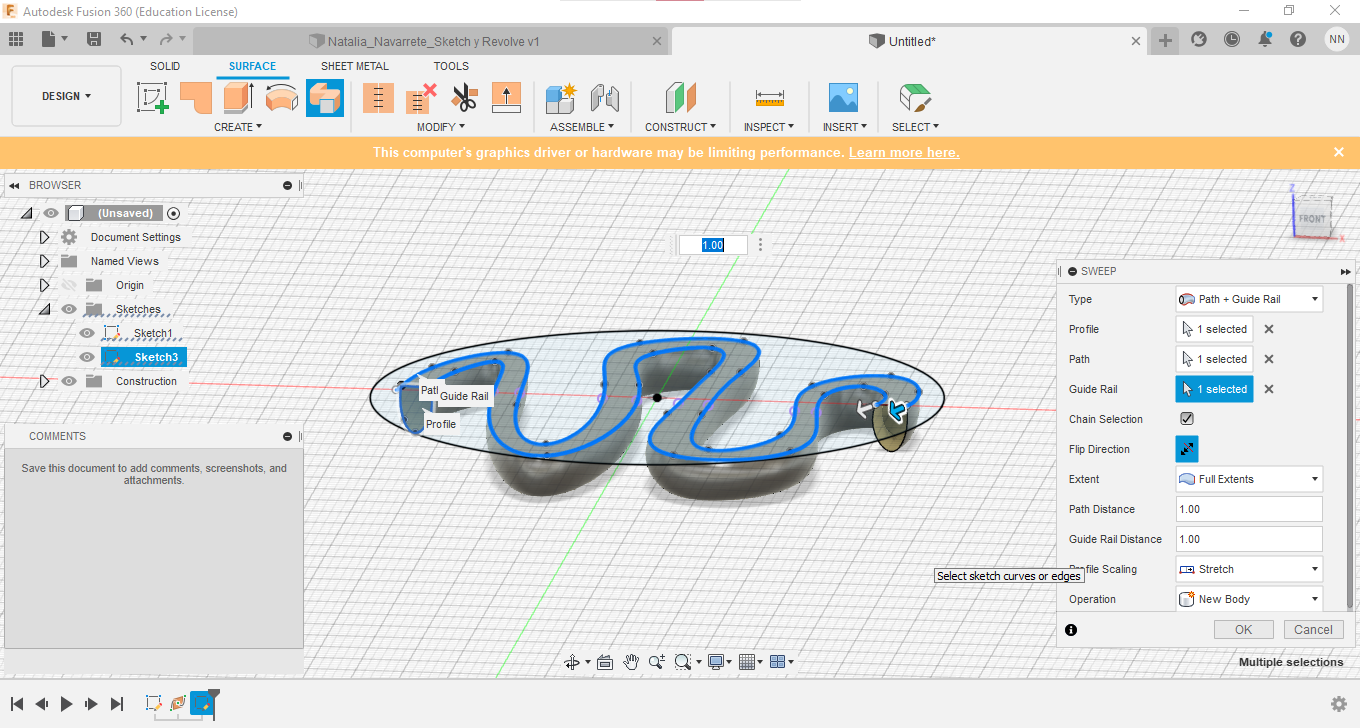 Autodesk Fusion 360 (Education License)
Natalia_Navarrete_Sketch y Revolve v1
Untitled*
NN
SOLID SURFACE SHEET METAL TOOLS
DESIGN
CREATE MODIFY ASSEMBLE CONSTRUCT INSPECT INSERT SELECT
This computer's graphics driver or hardware may be limiting performance. Learn more here.
BROWSER
(Unsaved)
Document Settings
Named Views
Origin
Sketches
Sketch1
Sketch3
Construction
COMMENTS
Save this document to add comments, screenshots, and
attachments.
1.00
Path
Guide Rail
Profile
Z
FRONT
X
SWEEP
Type Path + Guide Rail
Profile 1 selected
Path 1 selected
Guide Rail 1 selected
Chain Selection
Flip Direction
Extent Full Extents
Path Distance 1.00
Guide Rail Distance 1.00
Profile Scaling Stretch
Operation New Body
Select sketch curves or edges
OK Cancel
Multiple selections